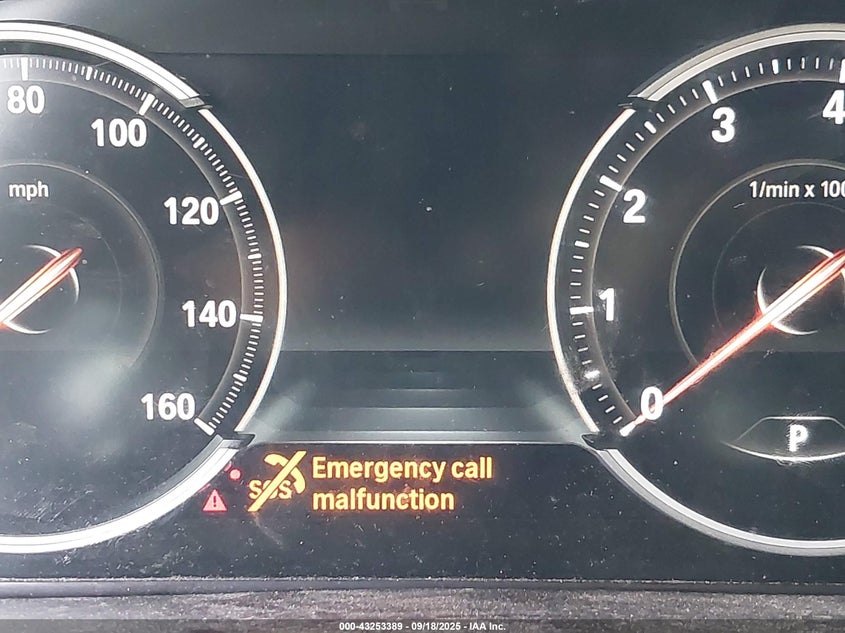 80
100
mph
120
140
160
3
4
2
1/min x 100
1
0
P
SOS
Emergency call
malfunction
000-43253389 - 09/18/2025 - IAA Inc.